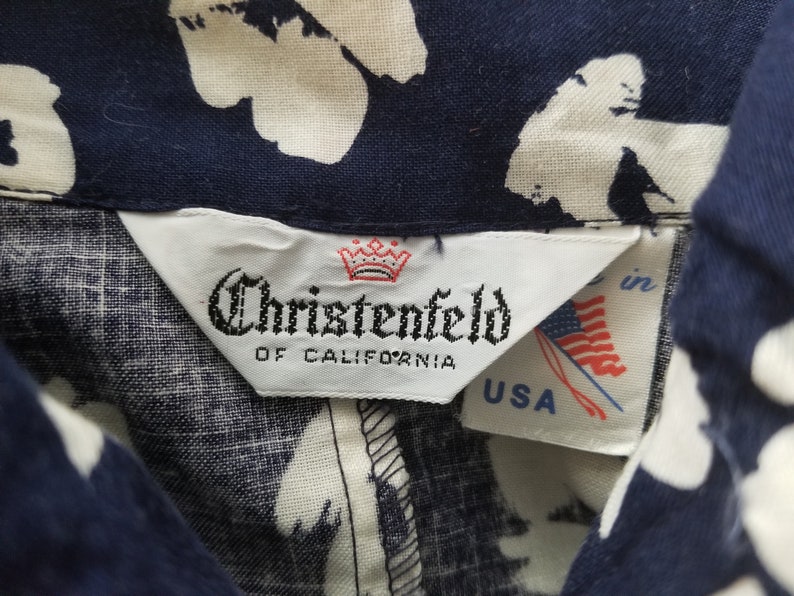 Christenfeld
OF CALIFORNIA
in
USA